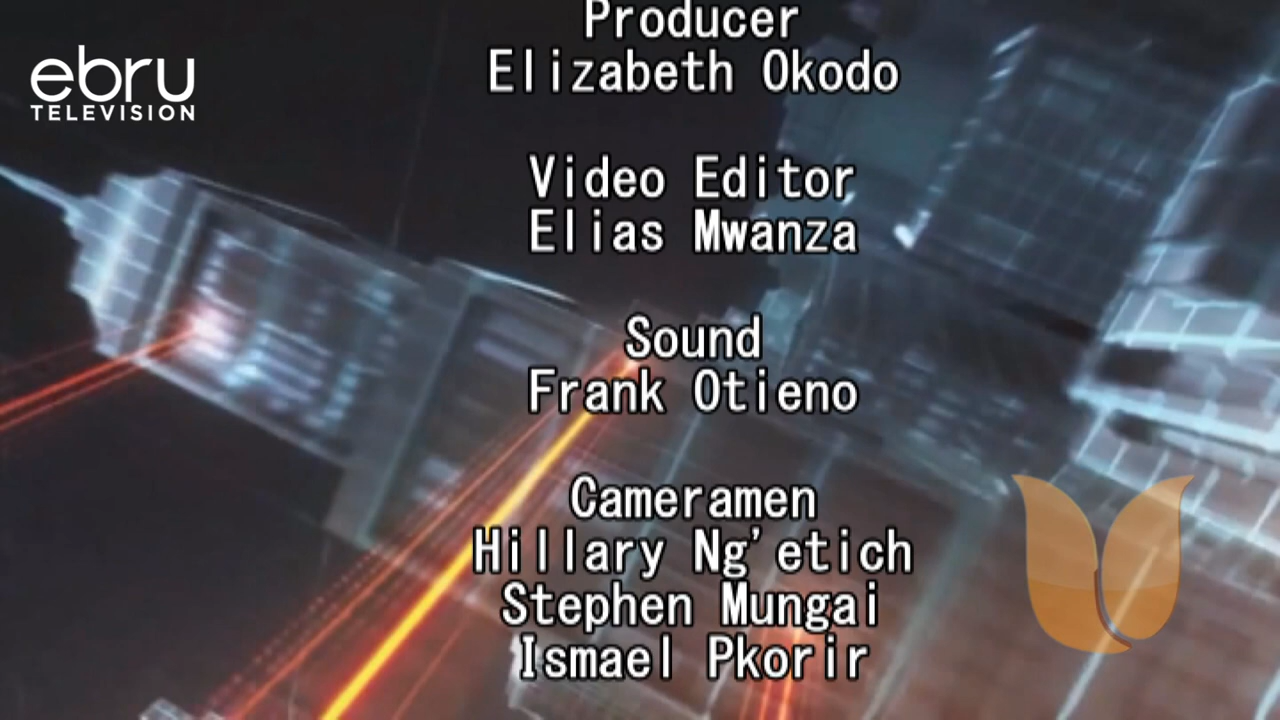 ebru
TELEVISION
Producer
Elizabeth Okodo
Video Editor
Elias Mwanza
Sound
Frank Otieno
Cameramen
Hillary Ng'etich
Stephen Mungai
Ismael Pkorir